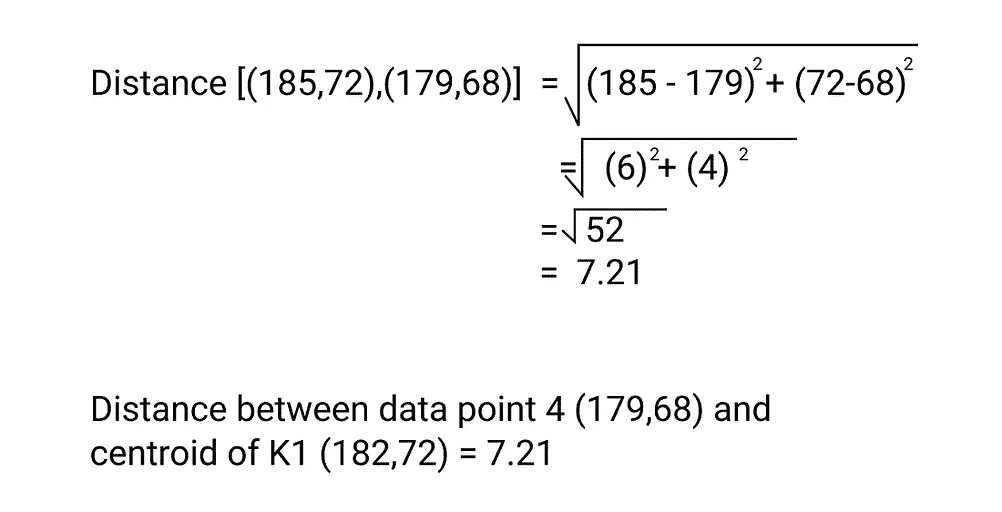 Distance [(185,72),(179,68)] = √(185 - 179)²+ (72-68)²
=√ (6)²+ (4) ²
=√52
= 7.21
Distance between data point 4 (179,68) and
centroid of K1 (182,72) = 7.21